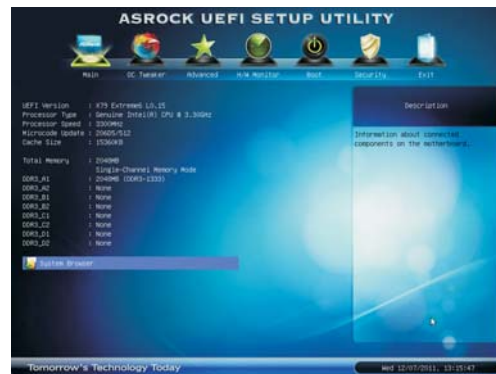 ASROCK UEFI SETUP UTILITY
Main OC Tweaker Advanced H/W Monitor Boot Security Exit
UEFI Version : X79 Extreme6 L0.15
Processor Type : Genuine Intel(R) CPU @ 3.30GHz
Processor Speed : 3300MHz
Microcode Update : 206D5/512
Cache Size : 15360KB
Total Memory : 2048MB
Single-Channel Memory Mode
DDR3_A1 : 2048MB (DDR3-1333)
DDR3_A2 : None
DDR3_B1 : None
DDR3_B2 : None
DDR3_C1 : None
DDR3_C2 : None
DDR3_D1 : None
DDR3_D2 : None
System Browser
Description
Information about connected
components on the motherboard.
Tomorrow's Technology Today
Wed 12/07/2011, 13:15:47